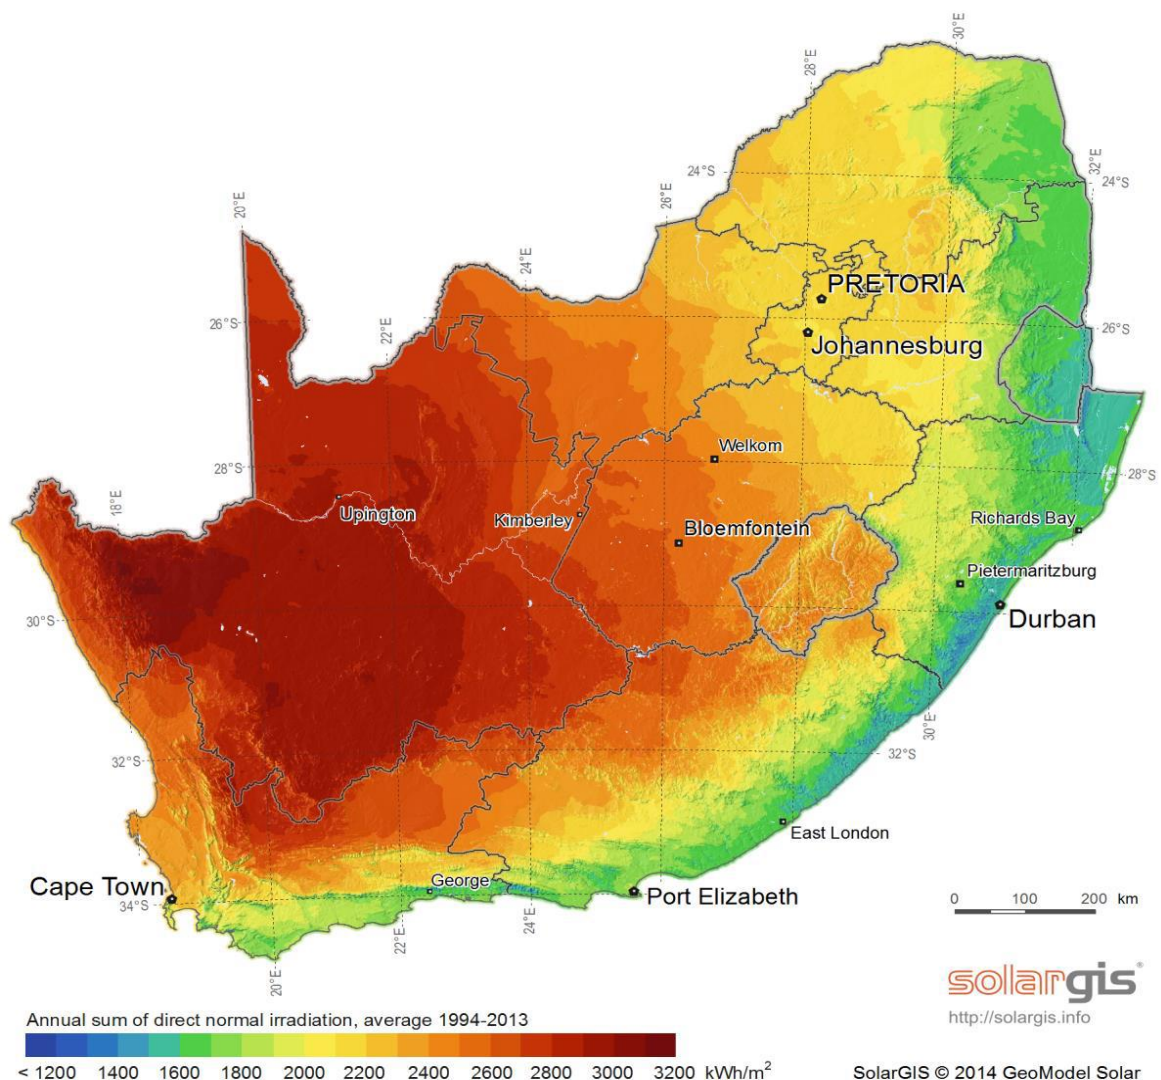 30°E
28°E
32°E
24°S
24°S
26°E
20°E
24°E
PRETORIA
26°S
22°E
26°S
Johannesburg
Welkom
28°S
28°S
18°E
Upington
Kimberley
Bloemfontein
Richards Bay
Pietermaritzburg
30°S
Durban
30°E
32°S
32°S
East London
Cape Town
George
Port Elizabeth
34°S
0 100 200 km
22°E
24°E
20°E
solargis®
http://solargis.info
Annual sum of direct normal irradiation, average 1994-2013
< 1200 1400 1600 1800 2000 2200 2400 2600 2800 3000 3200 kWh/m²
SolarGIS © 2014 GeoModel Solar